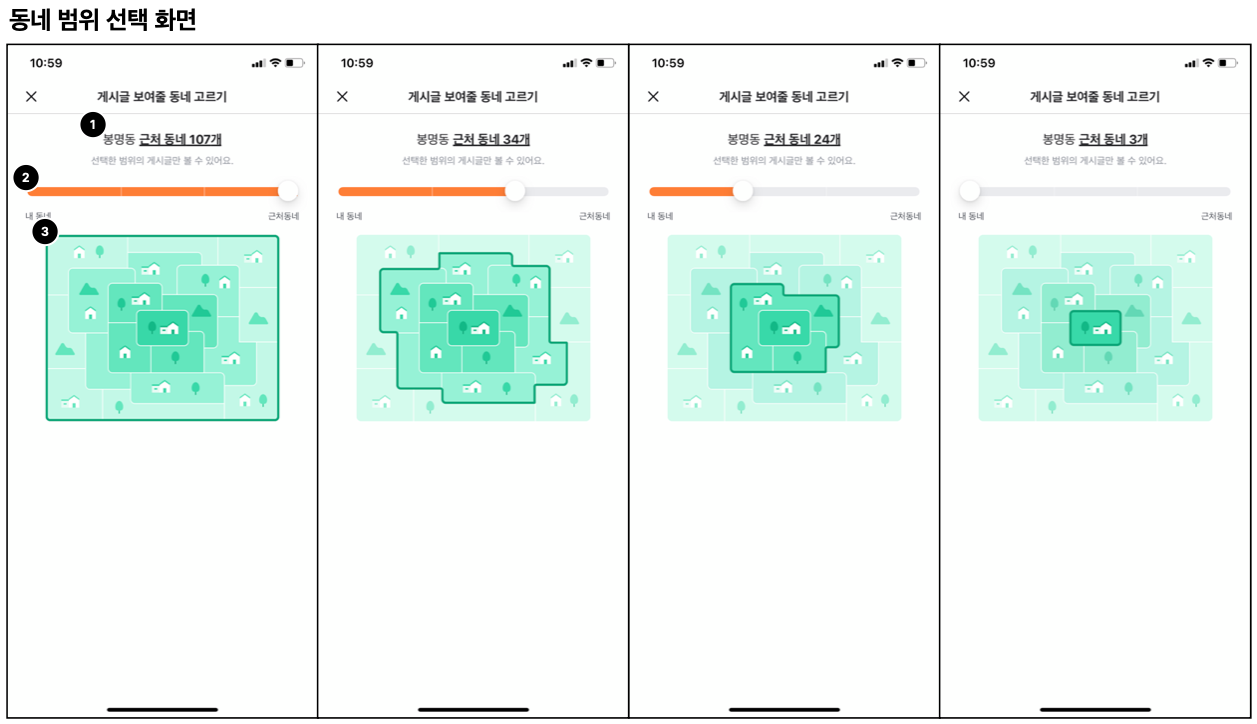 동네 범위 선택 화면
10:59
게시글 보여줄 동네 고르기
1
봉명동 근처 동네 107개
선택한 범위의 게시글만 볼 수 있어요.
2
내 동네
근처동네
3
10:59
게시글 보여줄 동네 고르기
봉명동 근처 동네 34개
선택한 범위의 게시글만 볼 수 있어요.
내 동네
근처동네
10:59
게시글 보여줄 동네 고르기
봉명동 근처 동네 24개
선택한 범위의 게시글만 볼 수 있어요.
내 동네
근처동네
10:59
게시글 보여줄 동네 고르기
봉명동 근처 동네 3개
선택한 범위의 게시글만 볼 수 있어요.
내 동네
근처동네